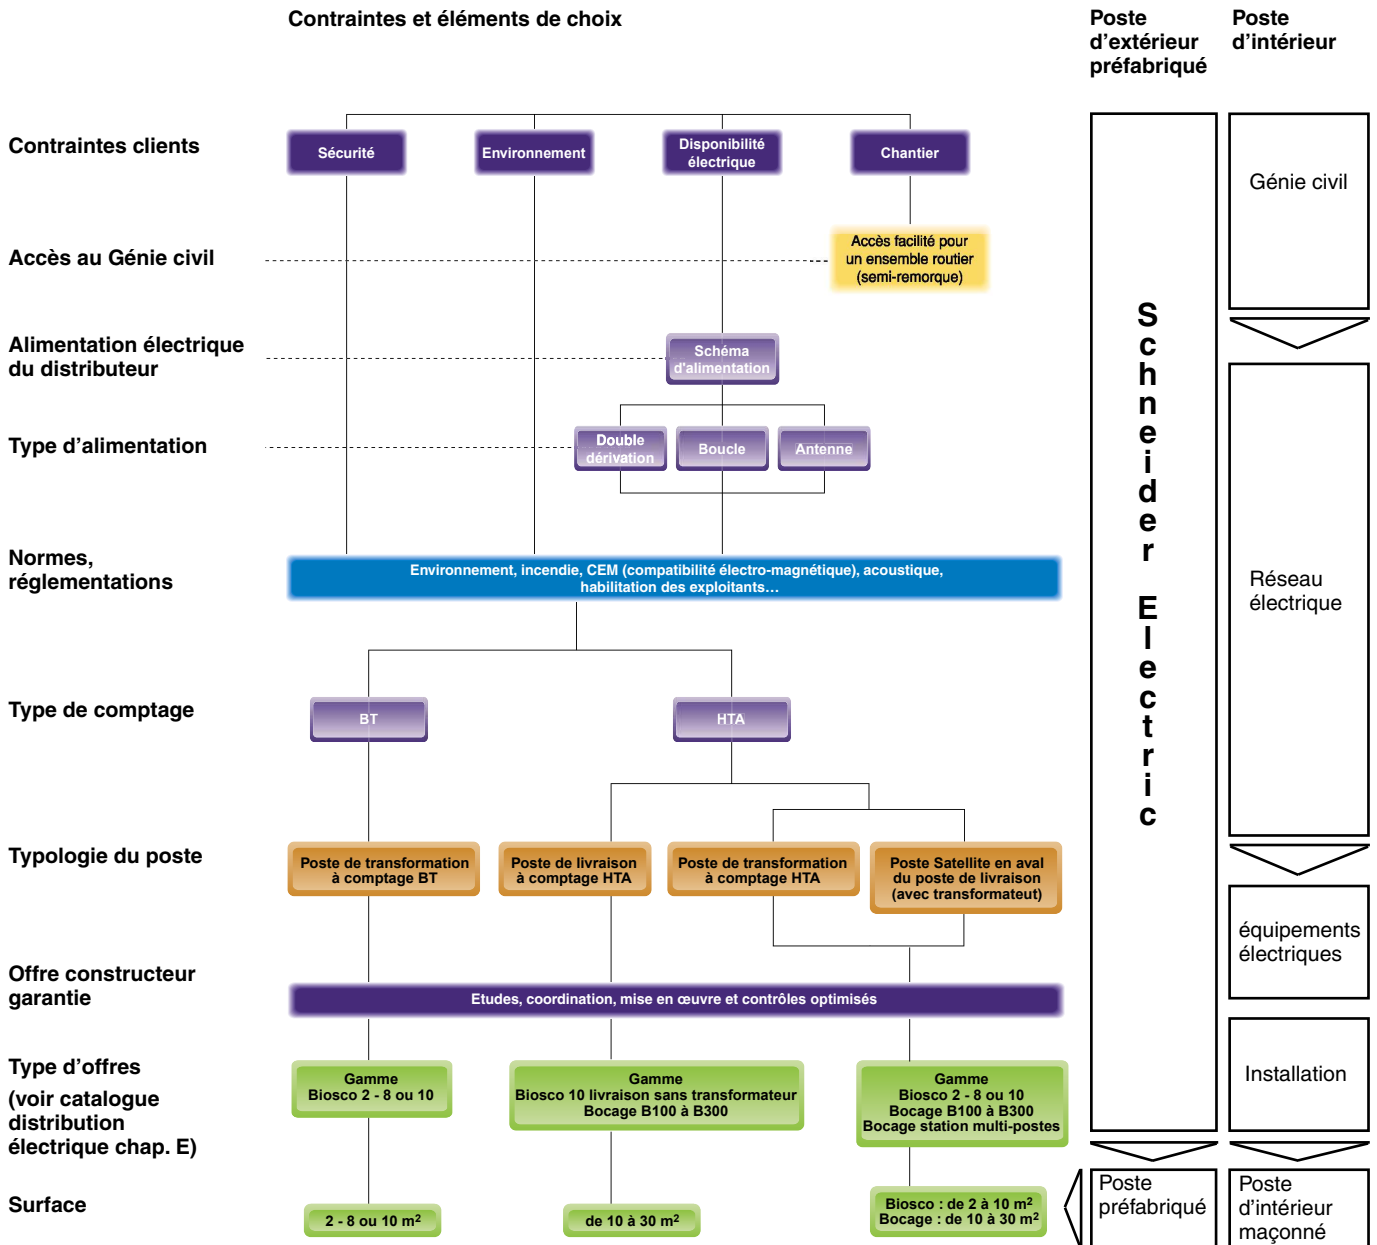 Contraintes et éléments de choix
Poste
d'extérieur
préfabriqué
Poste
d'intérieur
Contraintes clients
Sécurité
Environnement
Disponibilité
électrique
Chantier
Génie civil
Accès au Génie civil
Accès facilité pour
un ensemble routier
(semi-remorque)
Schneider Electric
Alimentation électrique
du distributeur
Schéma
d'alimentation
Type d'alimentation
Double
dérivation
Boucle
Antenne
Normes,
réglementations
Environnement, incendie, CEM (compatibilité électro-magnétique), acoustique,
habilitation des exploitants…
Réseau
électrique
Type de comptage
BT
HTA
Typologie du poste
Poste de transformation
à comptage BT
Poste de livraison
à comptage HTA
Poste de transformation
à comptage HTA
Poste Satellite en aval
du poste de livraison
(avec transformateut)
équipements
électriques
Offre constructeur
garantie
Etudes, coordination, mise en œuvre et contrôles optimisés
Type d'offres
(voir catalogue
distribution
électrique chap. E)
Gamme
Biosco 2 - 8 ou 10
Gamme
Biosco 10 livraison sans transformateur
Bocage B100 à B300
Gamme
Biosco 2 - 8 ou 10
Bocage B100 à B300
Bocage station multi-postes
Installation
Surface
2 - 8 ou 10 m²
de 10 à 30 m²
Biosco : de 2 à 10 m²
Bocage : de 10 à 30 m²
Poste
préfabriqué
Poste
d'intérieur
maçonné